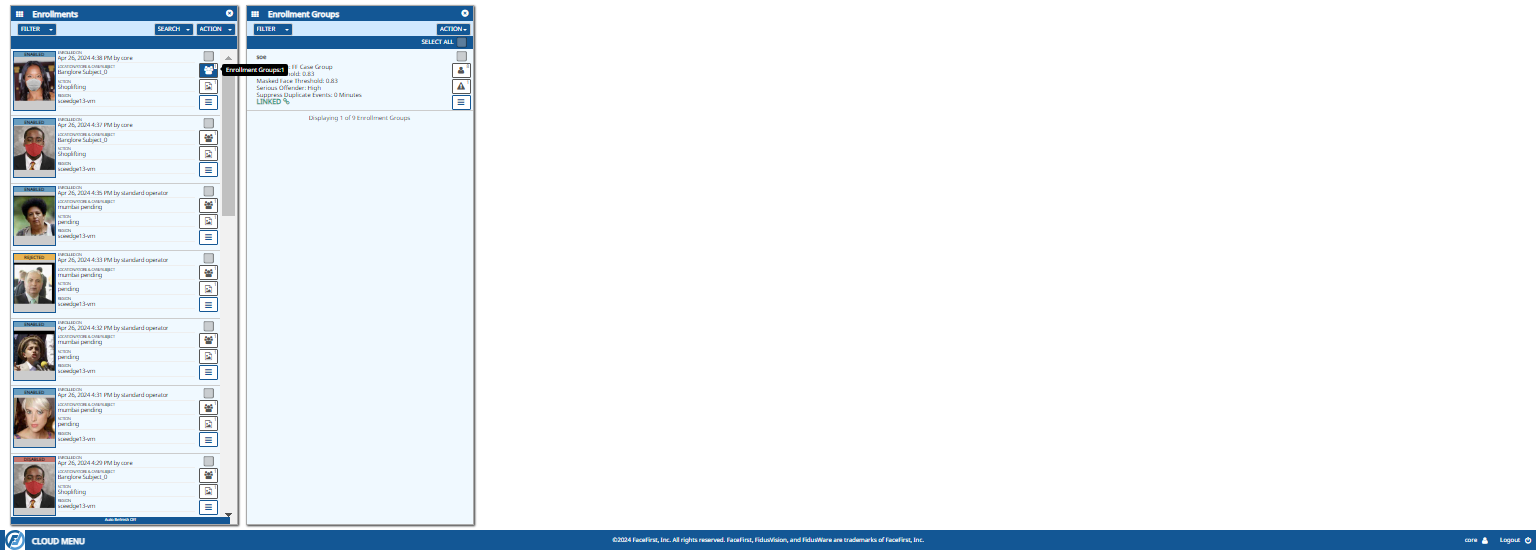 Enrollments
FILTER
SEARCH
ACTION
ENABLED
ENROLLED ON
Apr 26, 2024 4:38 PM by core
LOCATION/STORE & CASE/SUBJECT
Banglore Subject_0
ACTION
Shoplifting
REGION
soeedge13-vm
Enrollment Groups:1
ENABLED
ENROLLED ON
Apr 26, 2024 4:37 PM by core
LOCATION/STORE & CASE/SUBJECT
Banglore Subject_0
ACTION
Shoplifting
REGION
soeedge13-vm
ENABLED
ENROLLED ON
Apr 26, 2024 4:35 PM by standard operator
LOCATION/STORE & CASE/SUBJECT
mumbai pending
ACTION
pending
REGION
soeedge13-vm
REJECTED
ENROLLED ON
Apr 26, 2024 4:33 PM by standard operator
LOCATION/STORE & CASE/SUBJECT
mumbai pending
ACTION
pending
REGION
soeedge13-vm
ENABLED
ENROLLED ON
Apr 26, 2024 4:32 PM by standard operator
LOCATION/STORE & CASE/SUBJECT
mumbai pending
ACTION
pending
REGION
soeedge13-vm
ENABLED
ENROLLED ON
Apr 26, 2024 4:31 PM by standard operator
LOCATION/STORE & CASE/SUBJECT
mumbai pending
ACTION
pending
REGION
soeedge13-vm
DISABLED
ENROLLED ON
Apr 26, 2024 4:29 PM by core
LOCATION/STORE & CASE/SUBJECT
Banglore Subject_0
ACTION
Shoplifting
REGION
soeedge13-vm
Auto Refresh Off
Enrollment Groups
FILTER
ACTION
SELECT ALL
soe
FF Case Group
hold: 0.83
Masked Face Threshold: 0.83
Serious Offender: High
Suppress Duplicate Events: 0 Minutes
LINKED
Displaying 1 of 9 Enrollment Groups
CLOUD MENU
©2024 FaceFirst, Inc. All rights reserved. FaceFirst, FidusVision, and FidusWare are trademarks of FaceFirst, Inc.
core
Logout